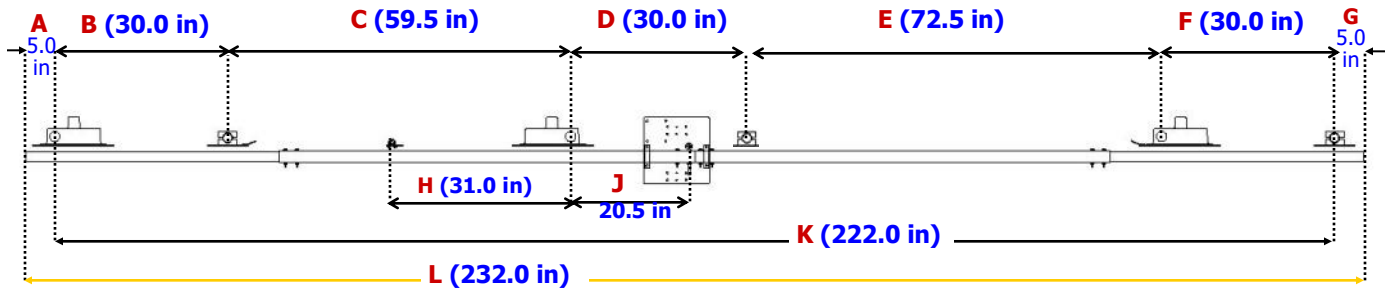 A
5.0
in
B (30.0 in)
C (59.5 in)
D (30.0 in)
E (72.5 in)
F (30.0 in)
G
5.0
in
H (31.0 in)
J
20.5 in
K (222.0 in)
L (232.0 in)